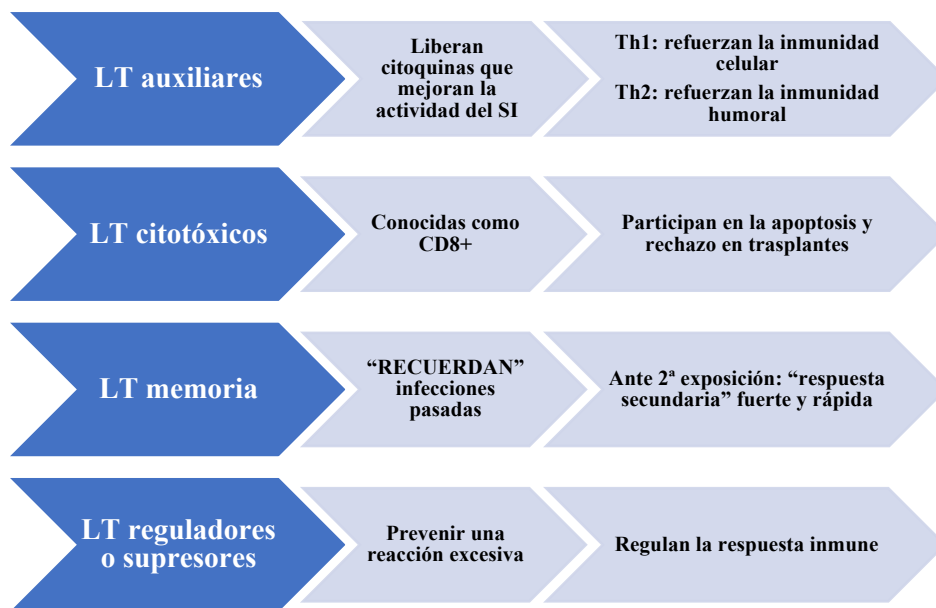 LT auxiliares
Liberan
citoquinas que
mejoran la
actividad del SI
Th1: refuerzan la inmunidad
celular
Th2: refuerzan la inmunidad
humoral
LT citotóxicos
Conocidas como
CD8+
Participan en la apoptosis y
rechazo en trasplantes
LT memoria
“RECUERDAN”
infecciones
pasadas
Ante 2ª exposición: “respuesta
secundaria” fuerte y rápida
LT reguladores
o supresores
Prevenir una
reacción excesiva
Regulan la respuesta inmune